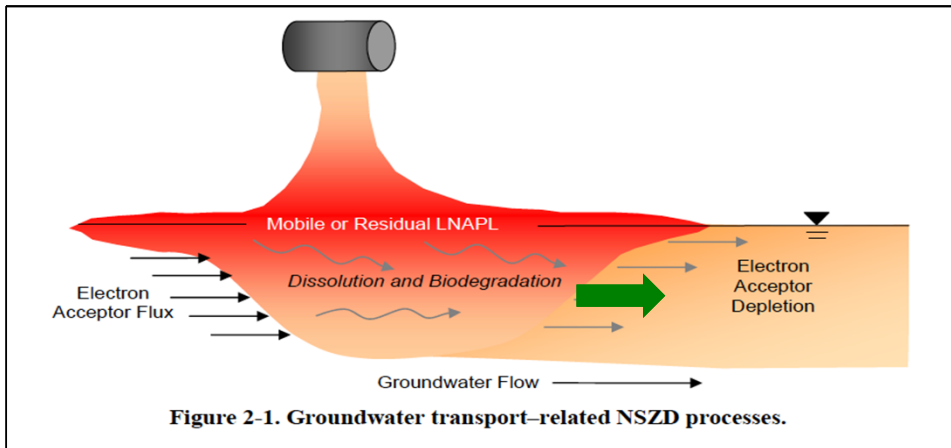 Mobile or Residual LNAPL
Dissolution and Biodegradation
Electron
Acceptor Flux
Electron
Acceptor
Depletion
Groundwater Flow
Figure 2-1. Groundwater transport–related NSZD processes.